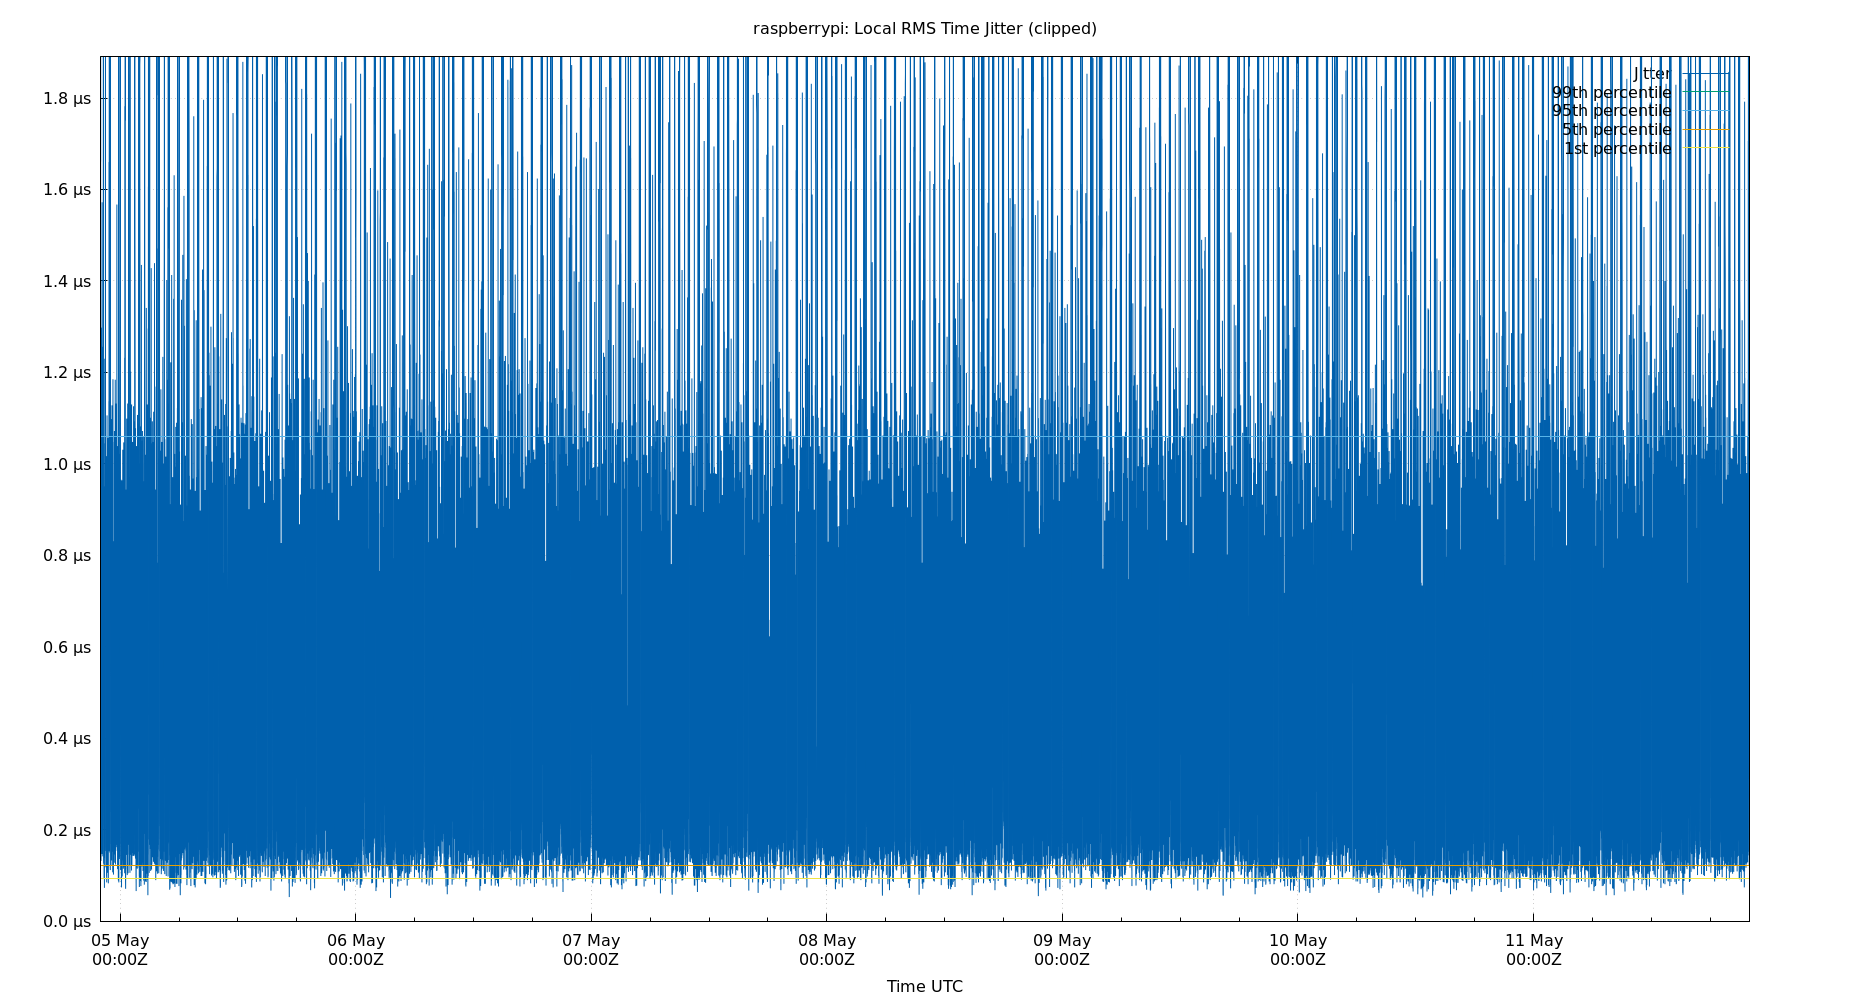 raspberrypi: Local RMS Time Jitter (clipped)
Jitter
99th percentile
95th percentile
5th percentile
1st percentile
1.8 μs
1.6 μs
1.4 μs
1.2 μs
1.0 μs
0.8 μs
0.6 μs
0.4 μs
0.2 μs
0.0 μs
05 May 06 May 07 May 08 May 09 May 10 May 11 May
00:00Z 00:00Z 00:00Z 00:00Z 00:00Z 00:00Z 00:00Z
Time UTC